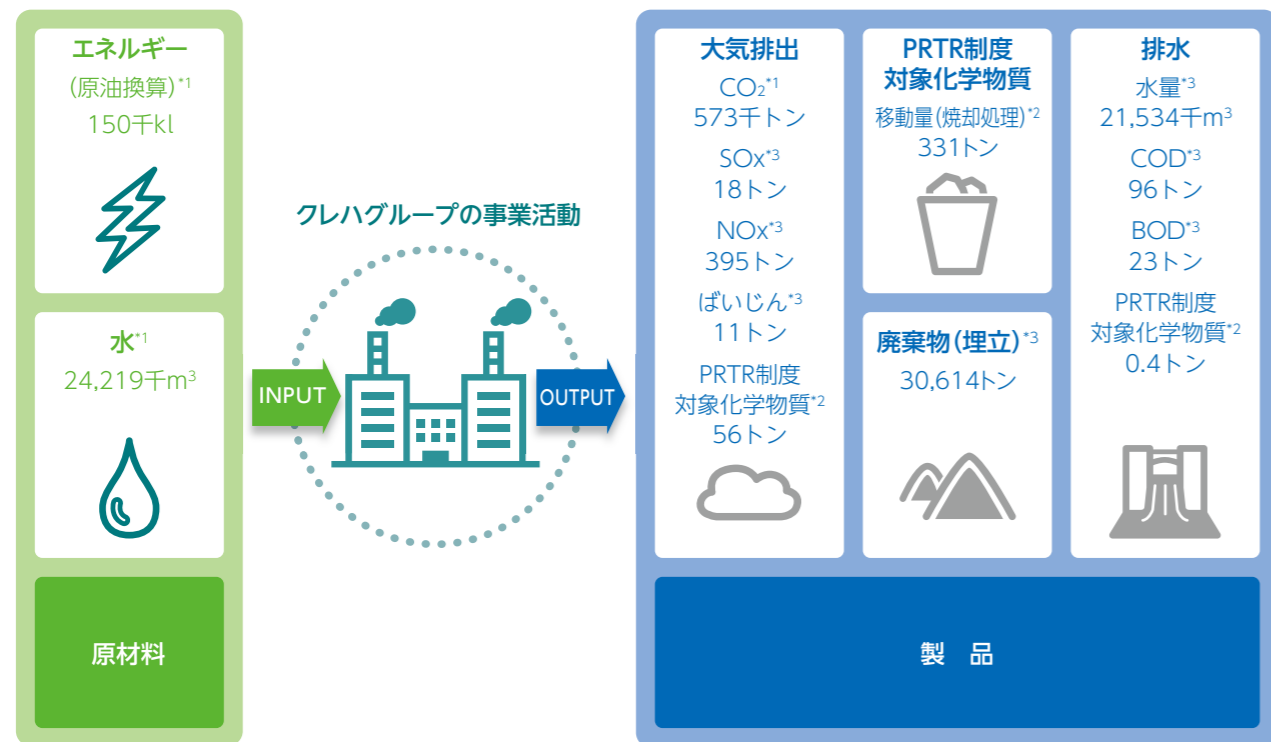 エネルギー
(原油換算)*1
150千kl
水*1
24,219千m3
原材料
INPUT
クレハグループの事業活動
OUTPUT
大気排出
CO2*1
573千トン
SOx*3
18トン
NOx*3
395トン
ばいじん*3
11トン
PRTR制度
対象化学物質*2
56トン
PRTR制度
対象化学物質
移動量(焼却処理)*2
331トン
廃棄物(埋立)*3
30,614トン
排水
水量*3
21,534千m3
COD*3
96トン
BOD*3
23トン
PRTR制度
対象化学物質*2
0.4トン
製 品